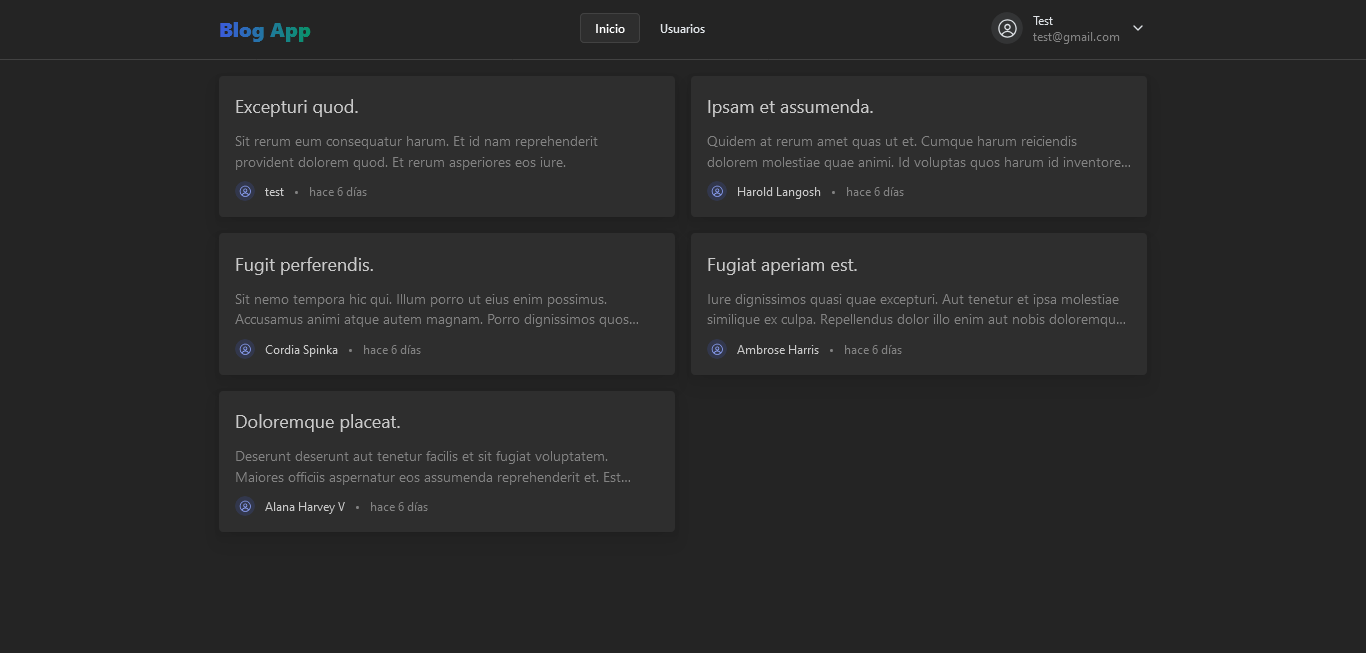 Blog App
Inicio
Usuarios
Test
test@gmail.com
Excepturi quod.
Sit rerum eum consequatur harum. Et id nam reprehenderit
provident dolorem quod. Et rerum asperiores eos iure.
test • hace 6 días
Ipsam et assumenda.
Quidem at rerum amet quas ut et. Cumque harum reiciendis
dolorem molestiae quae animi. Id voluptas quos harum id inventore...
Harold Langosh • hace 6 días
Fugit perferendis.
Sit nemo tempora hic qui. Illum porro ut eius enim possimus.
Accusamus animi atque autem magnam. Porro dignissimos quos...
Cordia Spinka • hace 6 días
Fugiat aperiam est.
Iure dignissimos quasi quae excepturi. Aut tenetur et ipsa molestiae
similique ex culpa. Repellendus dolor illo enim aut nobis doloremqu...
Ambrose Harris • hace 6 días
Doloremque placeat.
Deserunt deserunt aut tenetur facilis et sit fugiat voluptatem.
Maiores officiis aspernatur eos assumenda reprehenderit et. Est...
Alana Harvey V • hace 6 días